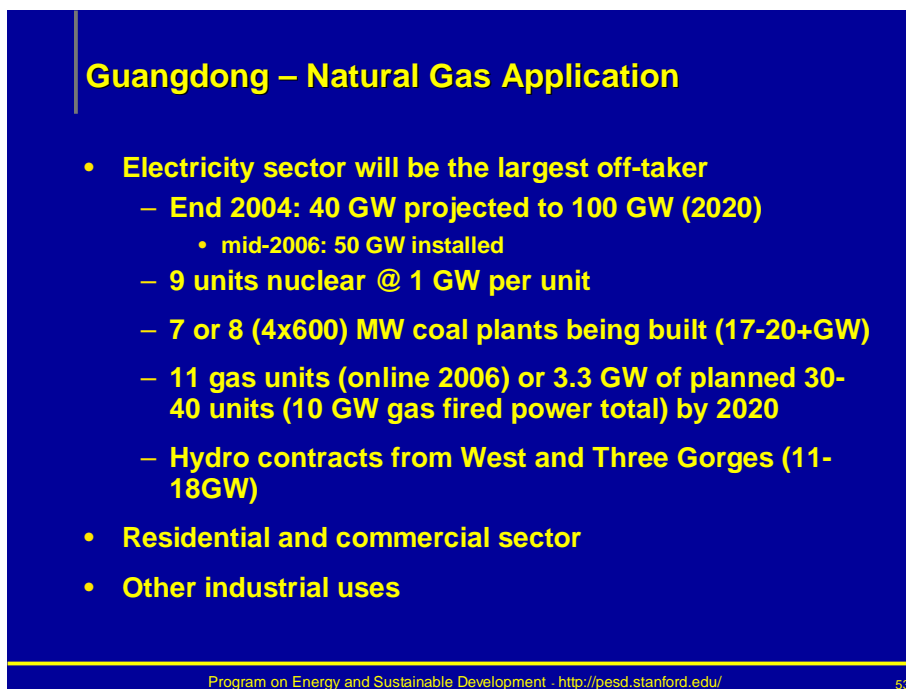 Guangdong – Natural Gas Application
• Electricity sector will be the largest off-taker
– End 2004: 40 GW projected to 100 GW (2020)
• mid-2006: 50 GW installed
– 9 units nuclear @ 1 GW per unit
– 7 or 8 (4x600) MW coal plants being built (17-20+GW)
– 11 gas units (online 2006) or 3.3 GW of planned 30-
40 units (10 GW gas fired power total) by 2020
– Hydro contracts from West and Three Gorges (11-
18GW)
• Residential and commercial sector
• Other industrial uses
Program on Energy and Sustainable Development - http://pesd.stanford.edu/ 53